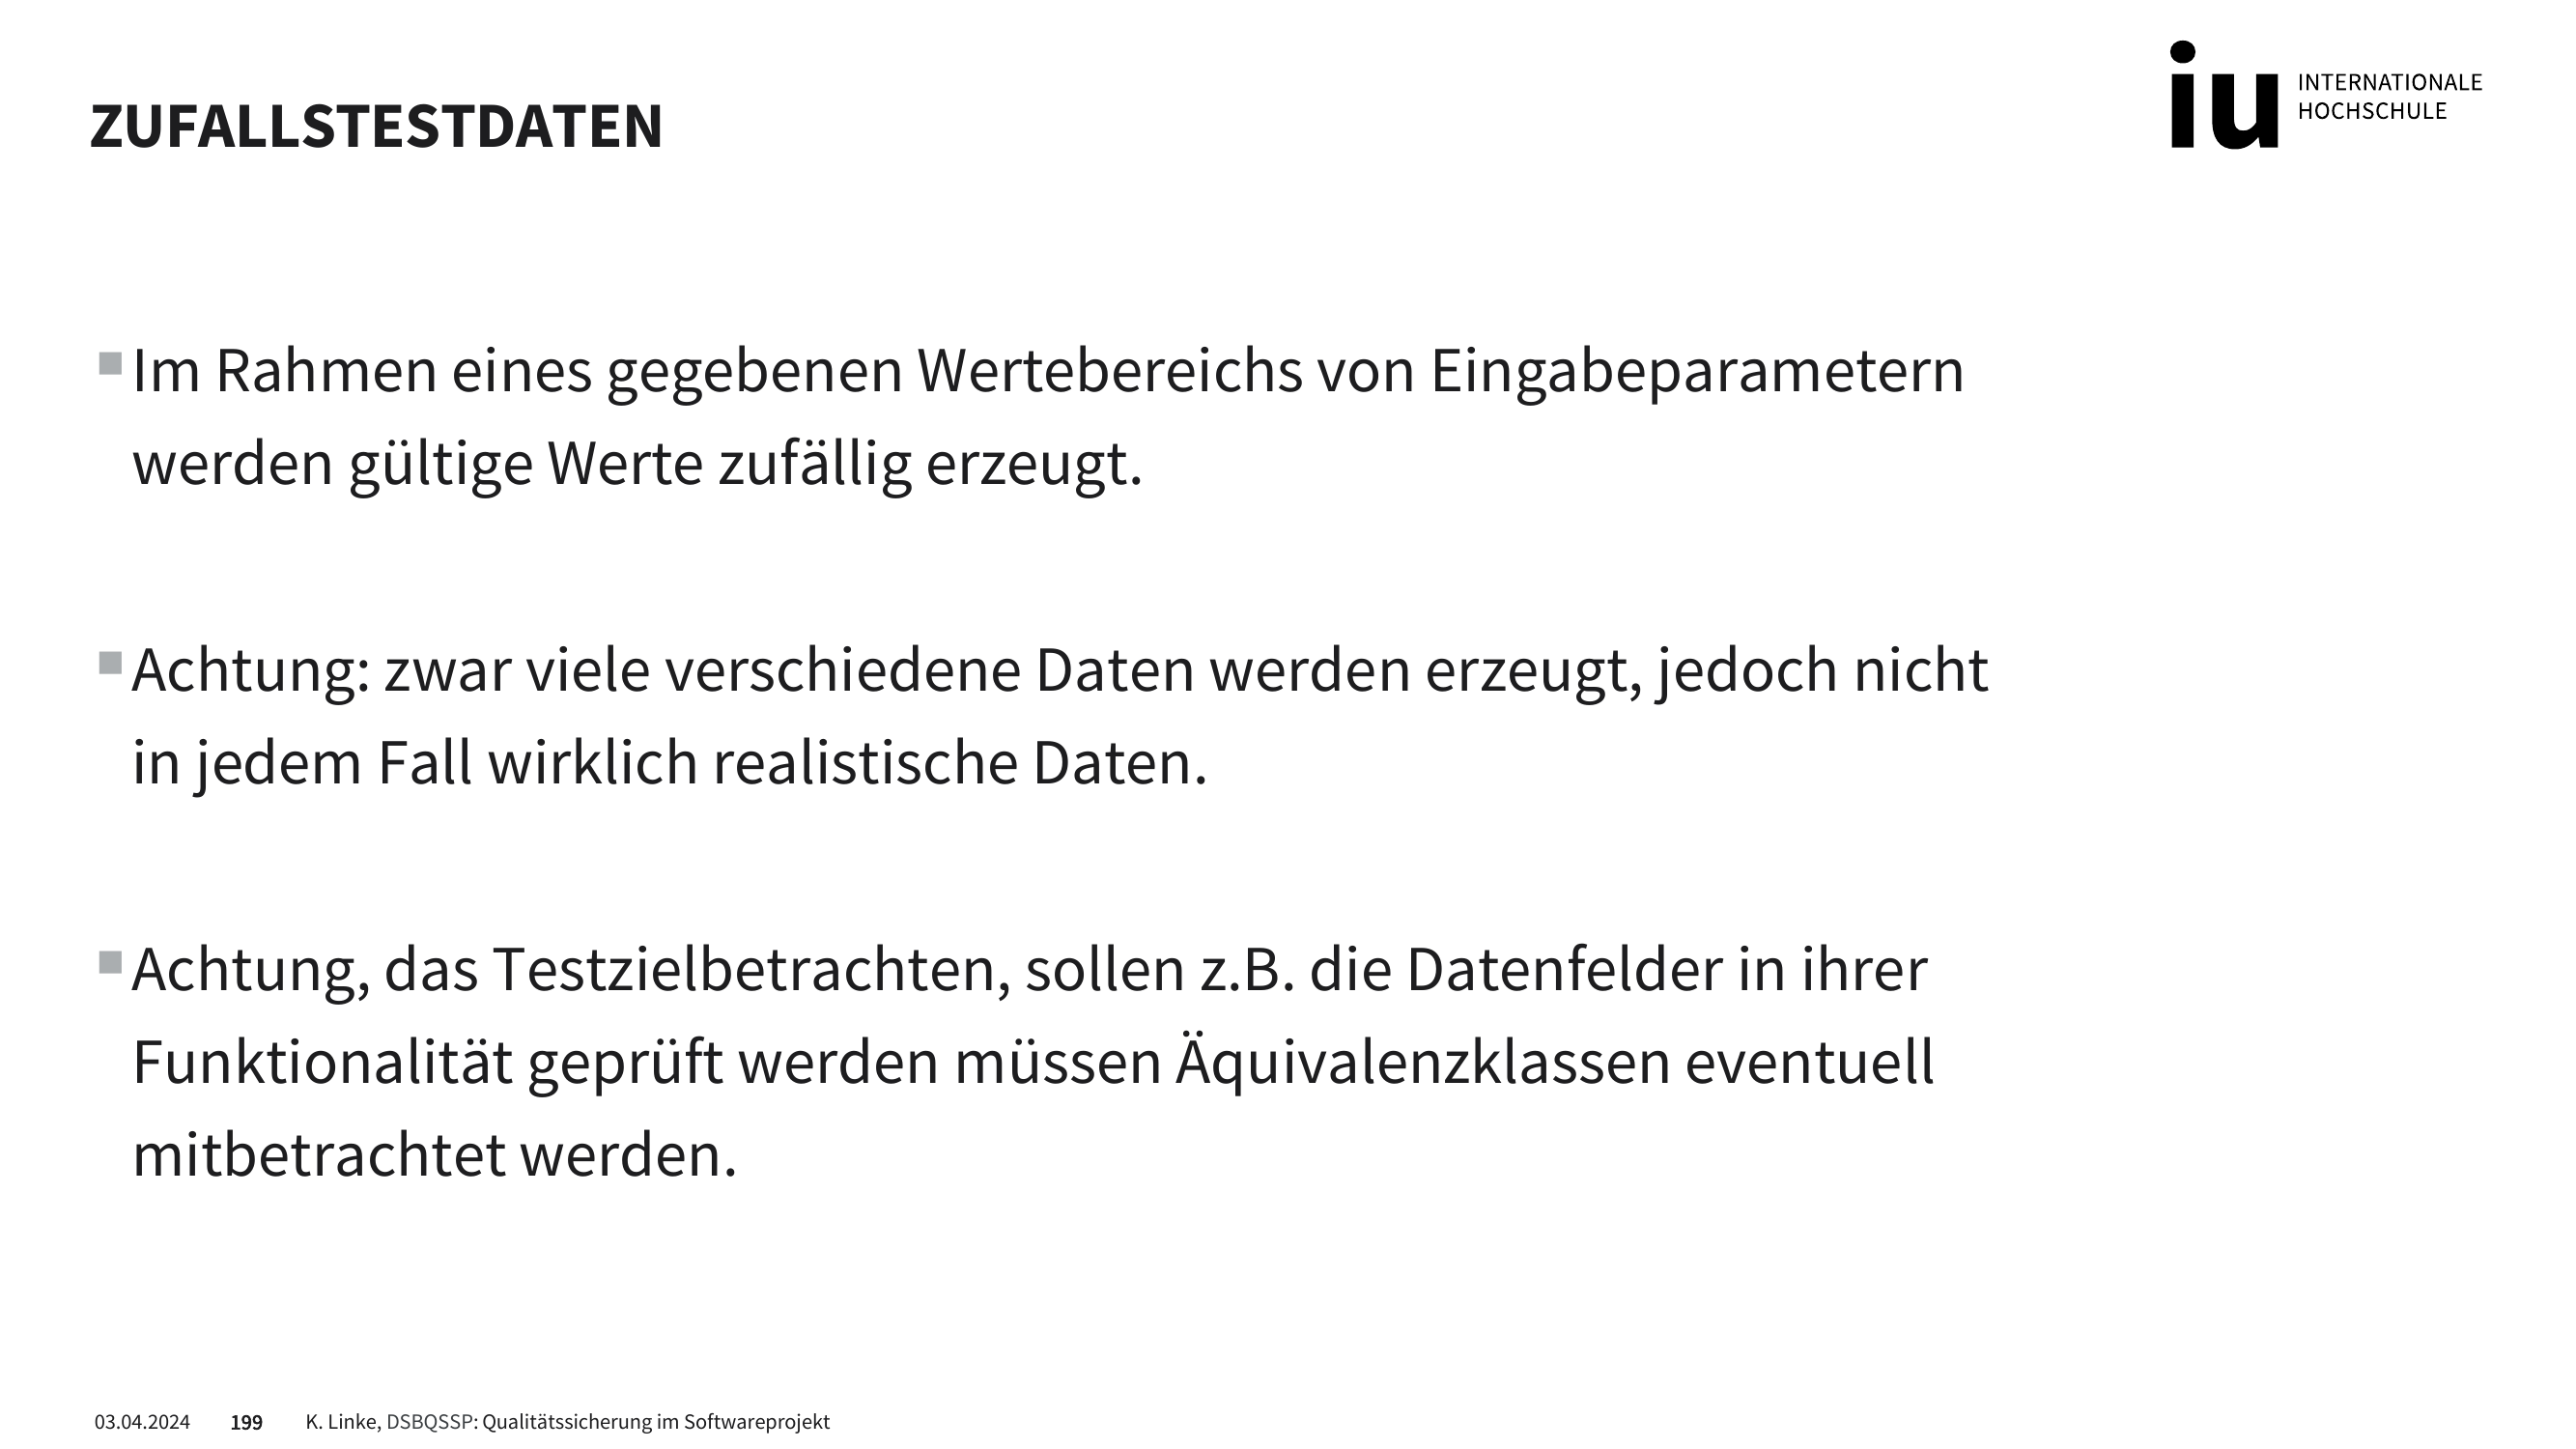 ZUFALLSTESTDATEN
INTERNATIONALE
HOCHSCHULE
iu
Im Rahmen eines gegebenen Wertebereichs von Eingabeparametern
werden gültige Werte zufällig erzeugt.
Achtung: zwar viele verschiedene Daten werden erzeugt, jedoch nicht
in jedem Fall wirklich realistische Daten.
Achtung, das Testzielbetrachten, sollen z.B. die Datenfelder in ihrer
Funktionalität geprüft werden müssen Äquivalenzklassen eventuell
mitbetrachtet werden.
03.04.2024 199 K. Linke, DSBQSSP: Qualitätssicherung im Softwareprojekt